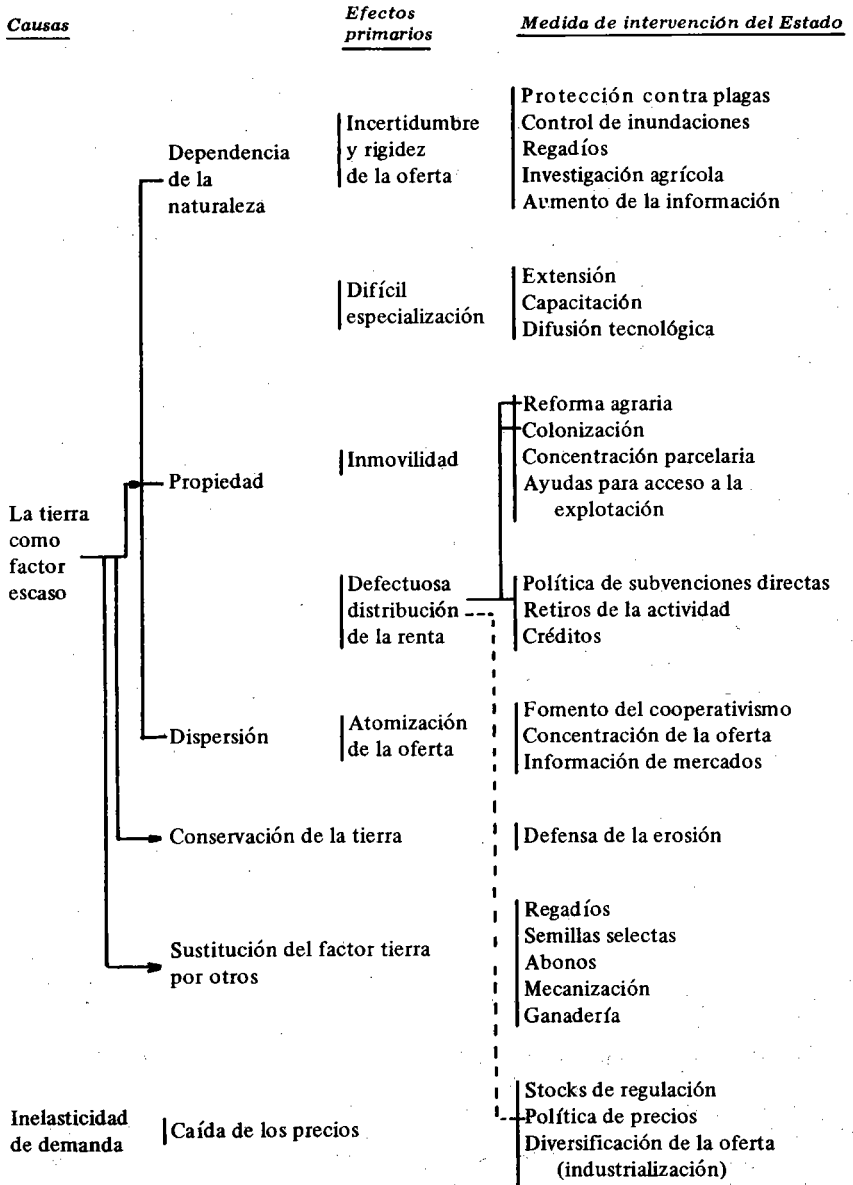 Causas
Efectos
primarios
Medida de intervención del Estado
Dependencia
de la
naturaleza
Incertidumbre
y rigidez
de la oferta
Protección contra plagas
Control de inundaciones
Regadíos
Investigación agrícola
Aumento de la información
Difícil
especialización
Extensión
Capacitación
Difusión tecnológica
La tierra
como
factor
escaso
Propiedad
Inmovilidad
Reforma agraria
Colonización
Concentración parcelaria
Ayudas para acceso a la
explotación
Defectuosa
distribución
de la renta
Política de subvenciones directas
Retiros de la actividad
Créditos
Dispersión
Atomización
de la oferta
Fomento del cooperativismo
Concentración de la oferta
Información de mercados
Conservación de la tierra
Defensa de la erosión
Sustitución del factor tierra
por otros
Regadíos
Semillas selectas
Abonos
Mecanización
Ganadería
Inelasticidad
de demanda
Caída de los precios
Stocks de regulación
Política de precios
Diversificación de la oferta
(industrialización)